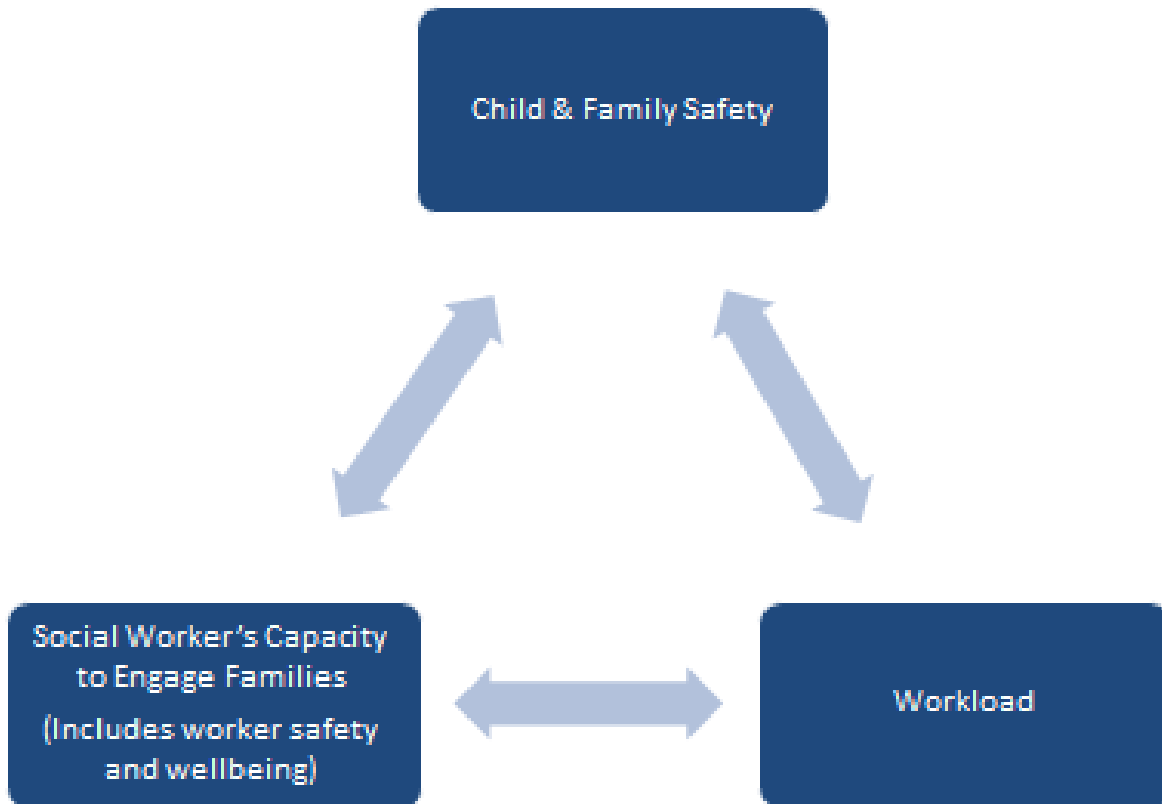 Child & Family Safety
Social Worker's Capacity
to Engage Families
(Includes worker safety
and wellbeing)
Workload